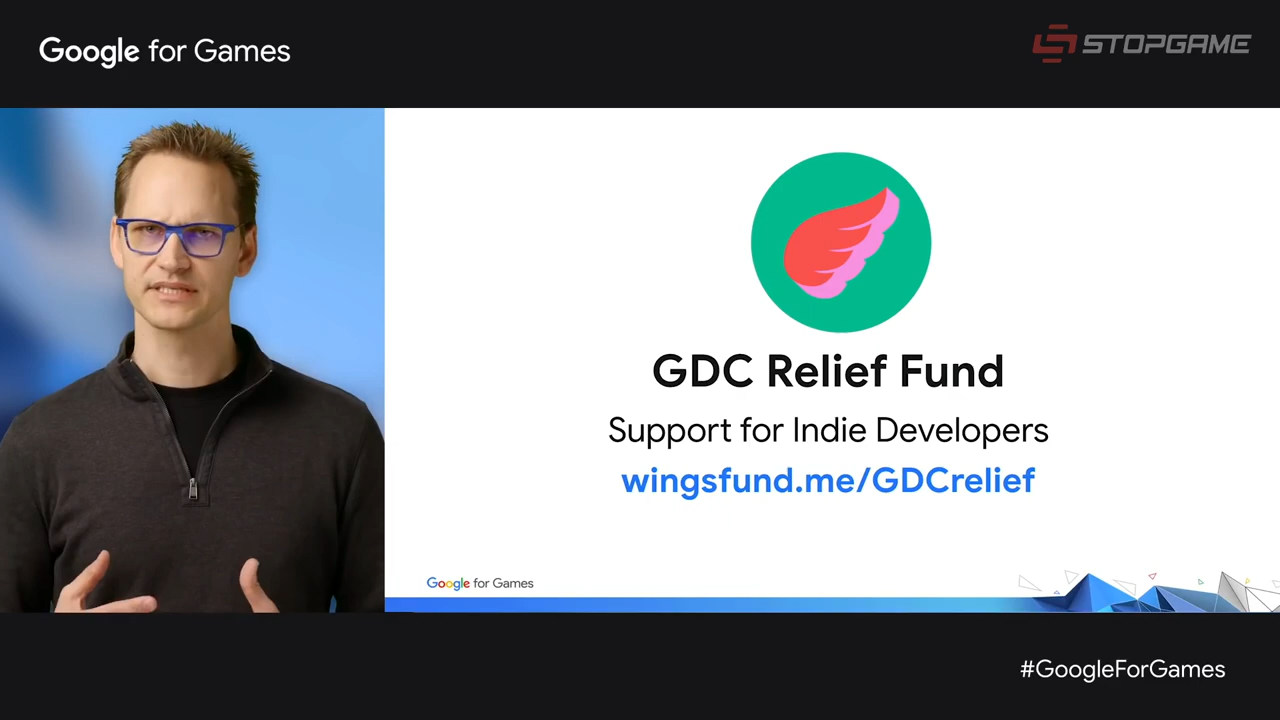 Google for Games
STOPGAME
GDC Relief Fund
Support for Indie Developers
wingsfund.me/GDCrelief
Google for Games
#GoogleForGames